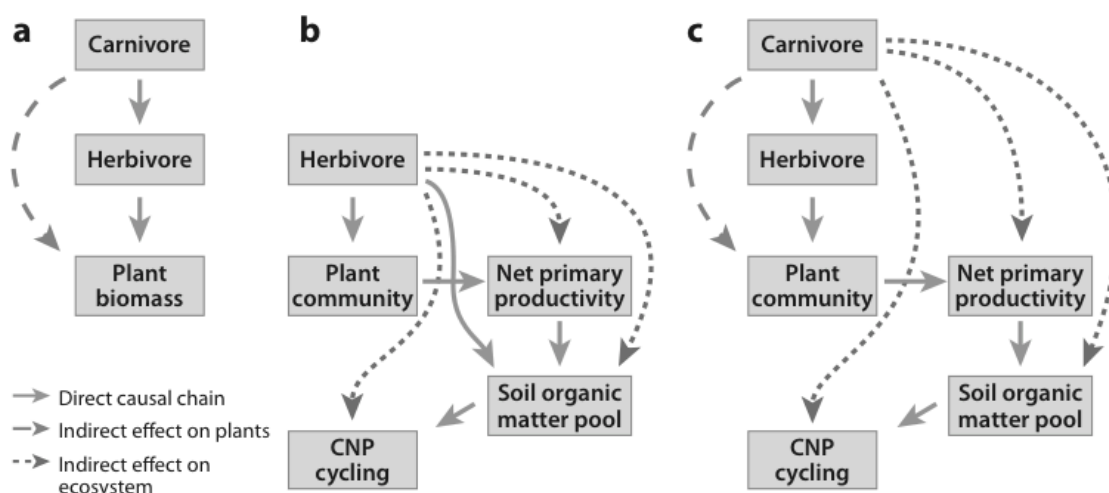 a
Carnivore
Herbivore
Plant
biomass
Direct causal chain
Indirect effect on plants
Indirect effect on
ecosystem
b
Herbivore
Plant
community
Net primary
productivity
Soil organic
matter pool
CNP
cycling
c
Carnivore
Herbivore
Plant
community
Net primary
productivity
Soil organic
matter pool
CNP
cycling